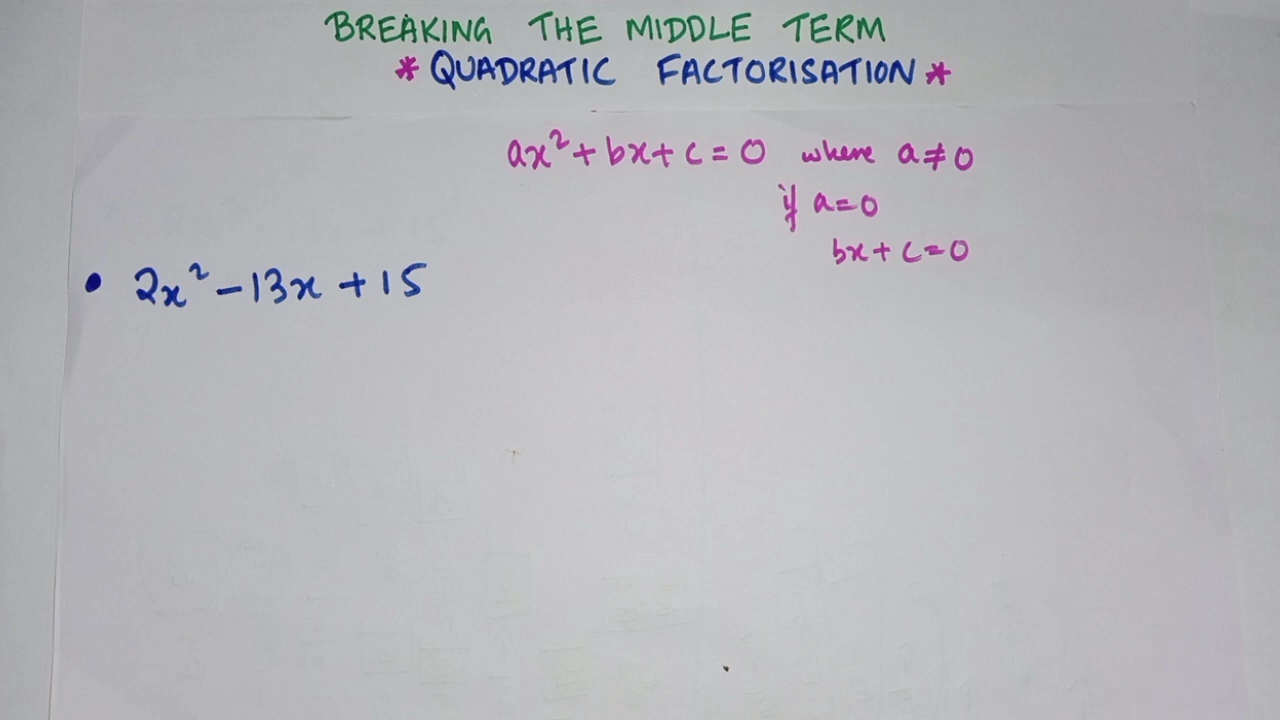 BREAKING THE MIDDLE TERM
* QUADRATIC FACTORISATION *
ax² + bx + c = 0 where a ≠ 0
if a = 0
bx + c = 0
• 2x² - 13x + 15